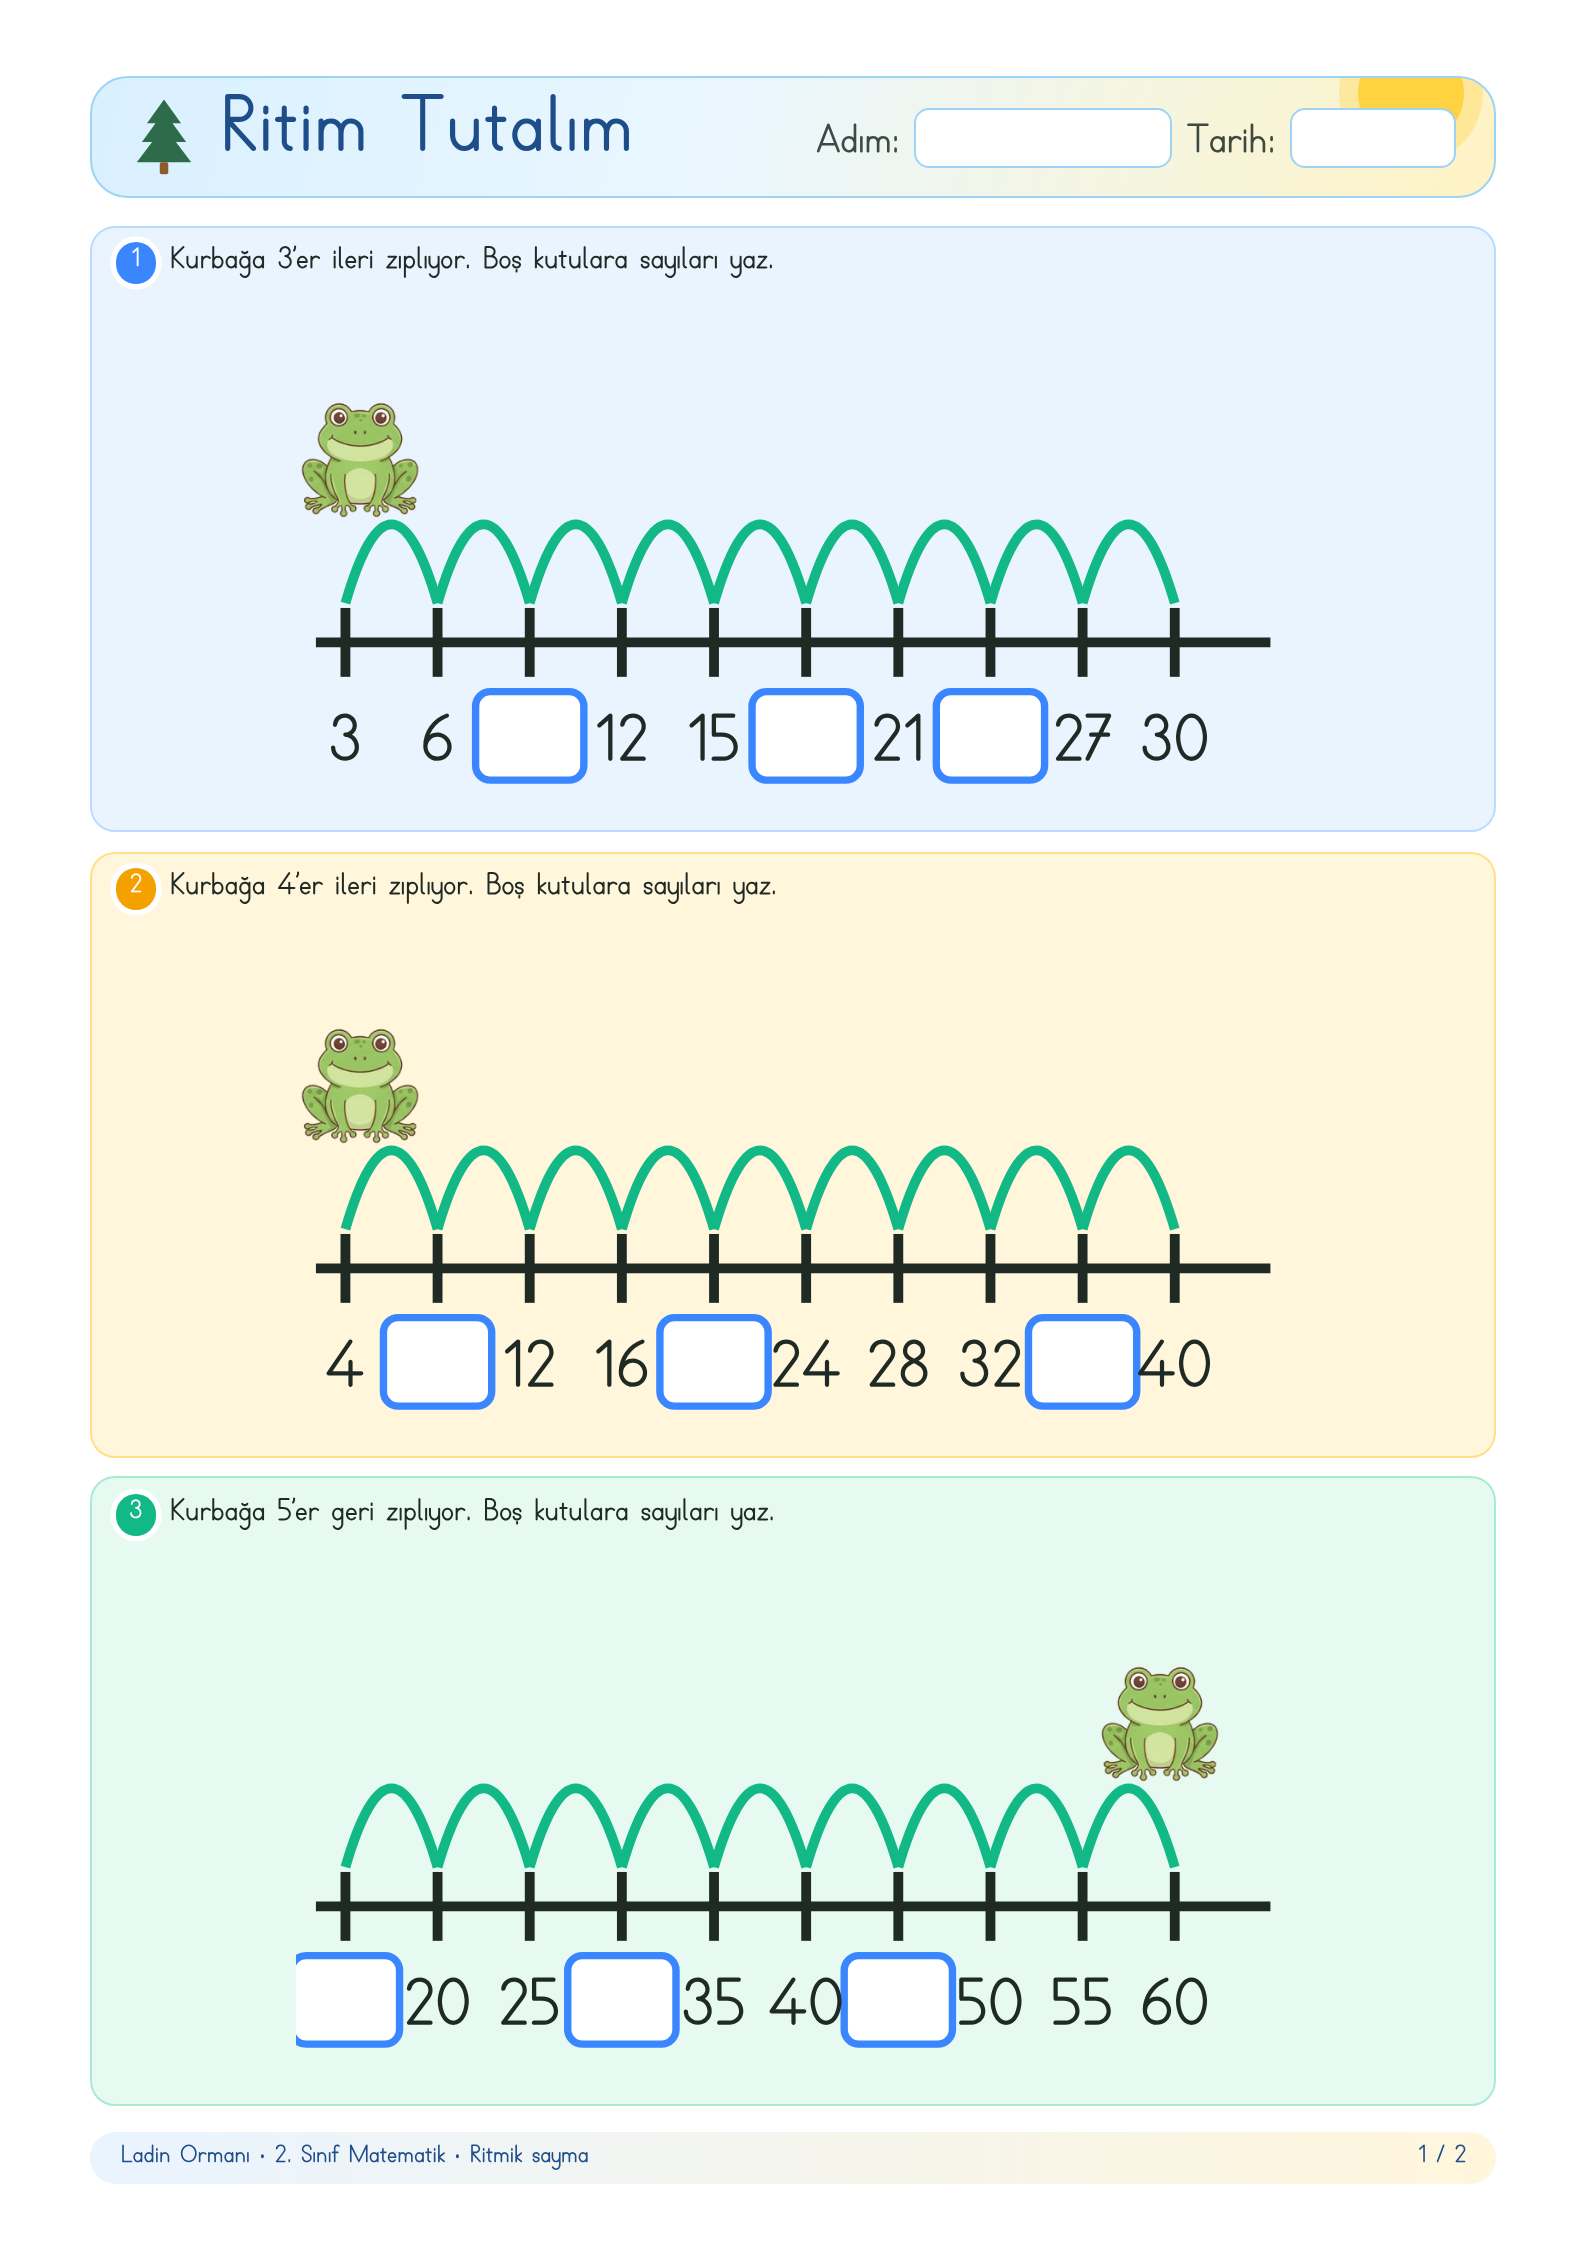 Ritim Tutalım
Adım: Tarih:
1 Kurbağa 3'er ileri zıplıyor. Boş kutulara sayıları yaz.
3 6 12 15 21 27 30
2 Kurbağa 4'er ileri zıplıyor. Boş kutulara sayıları yaz.
4 12 16 24 28 32 40
3 Kurbağa 5'er geri zıplıyor. Boş kutulara sayıları yaz.
20 25 35 40 50 55 60
Ladin Ormanı • 2. Sınıf Matematik • Ritmik sayma 1 / 2